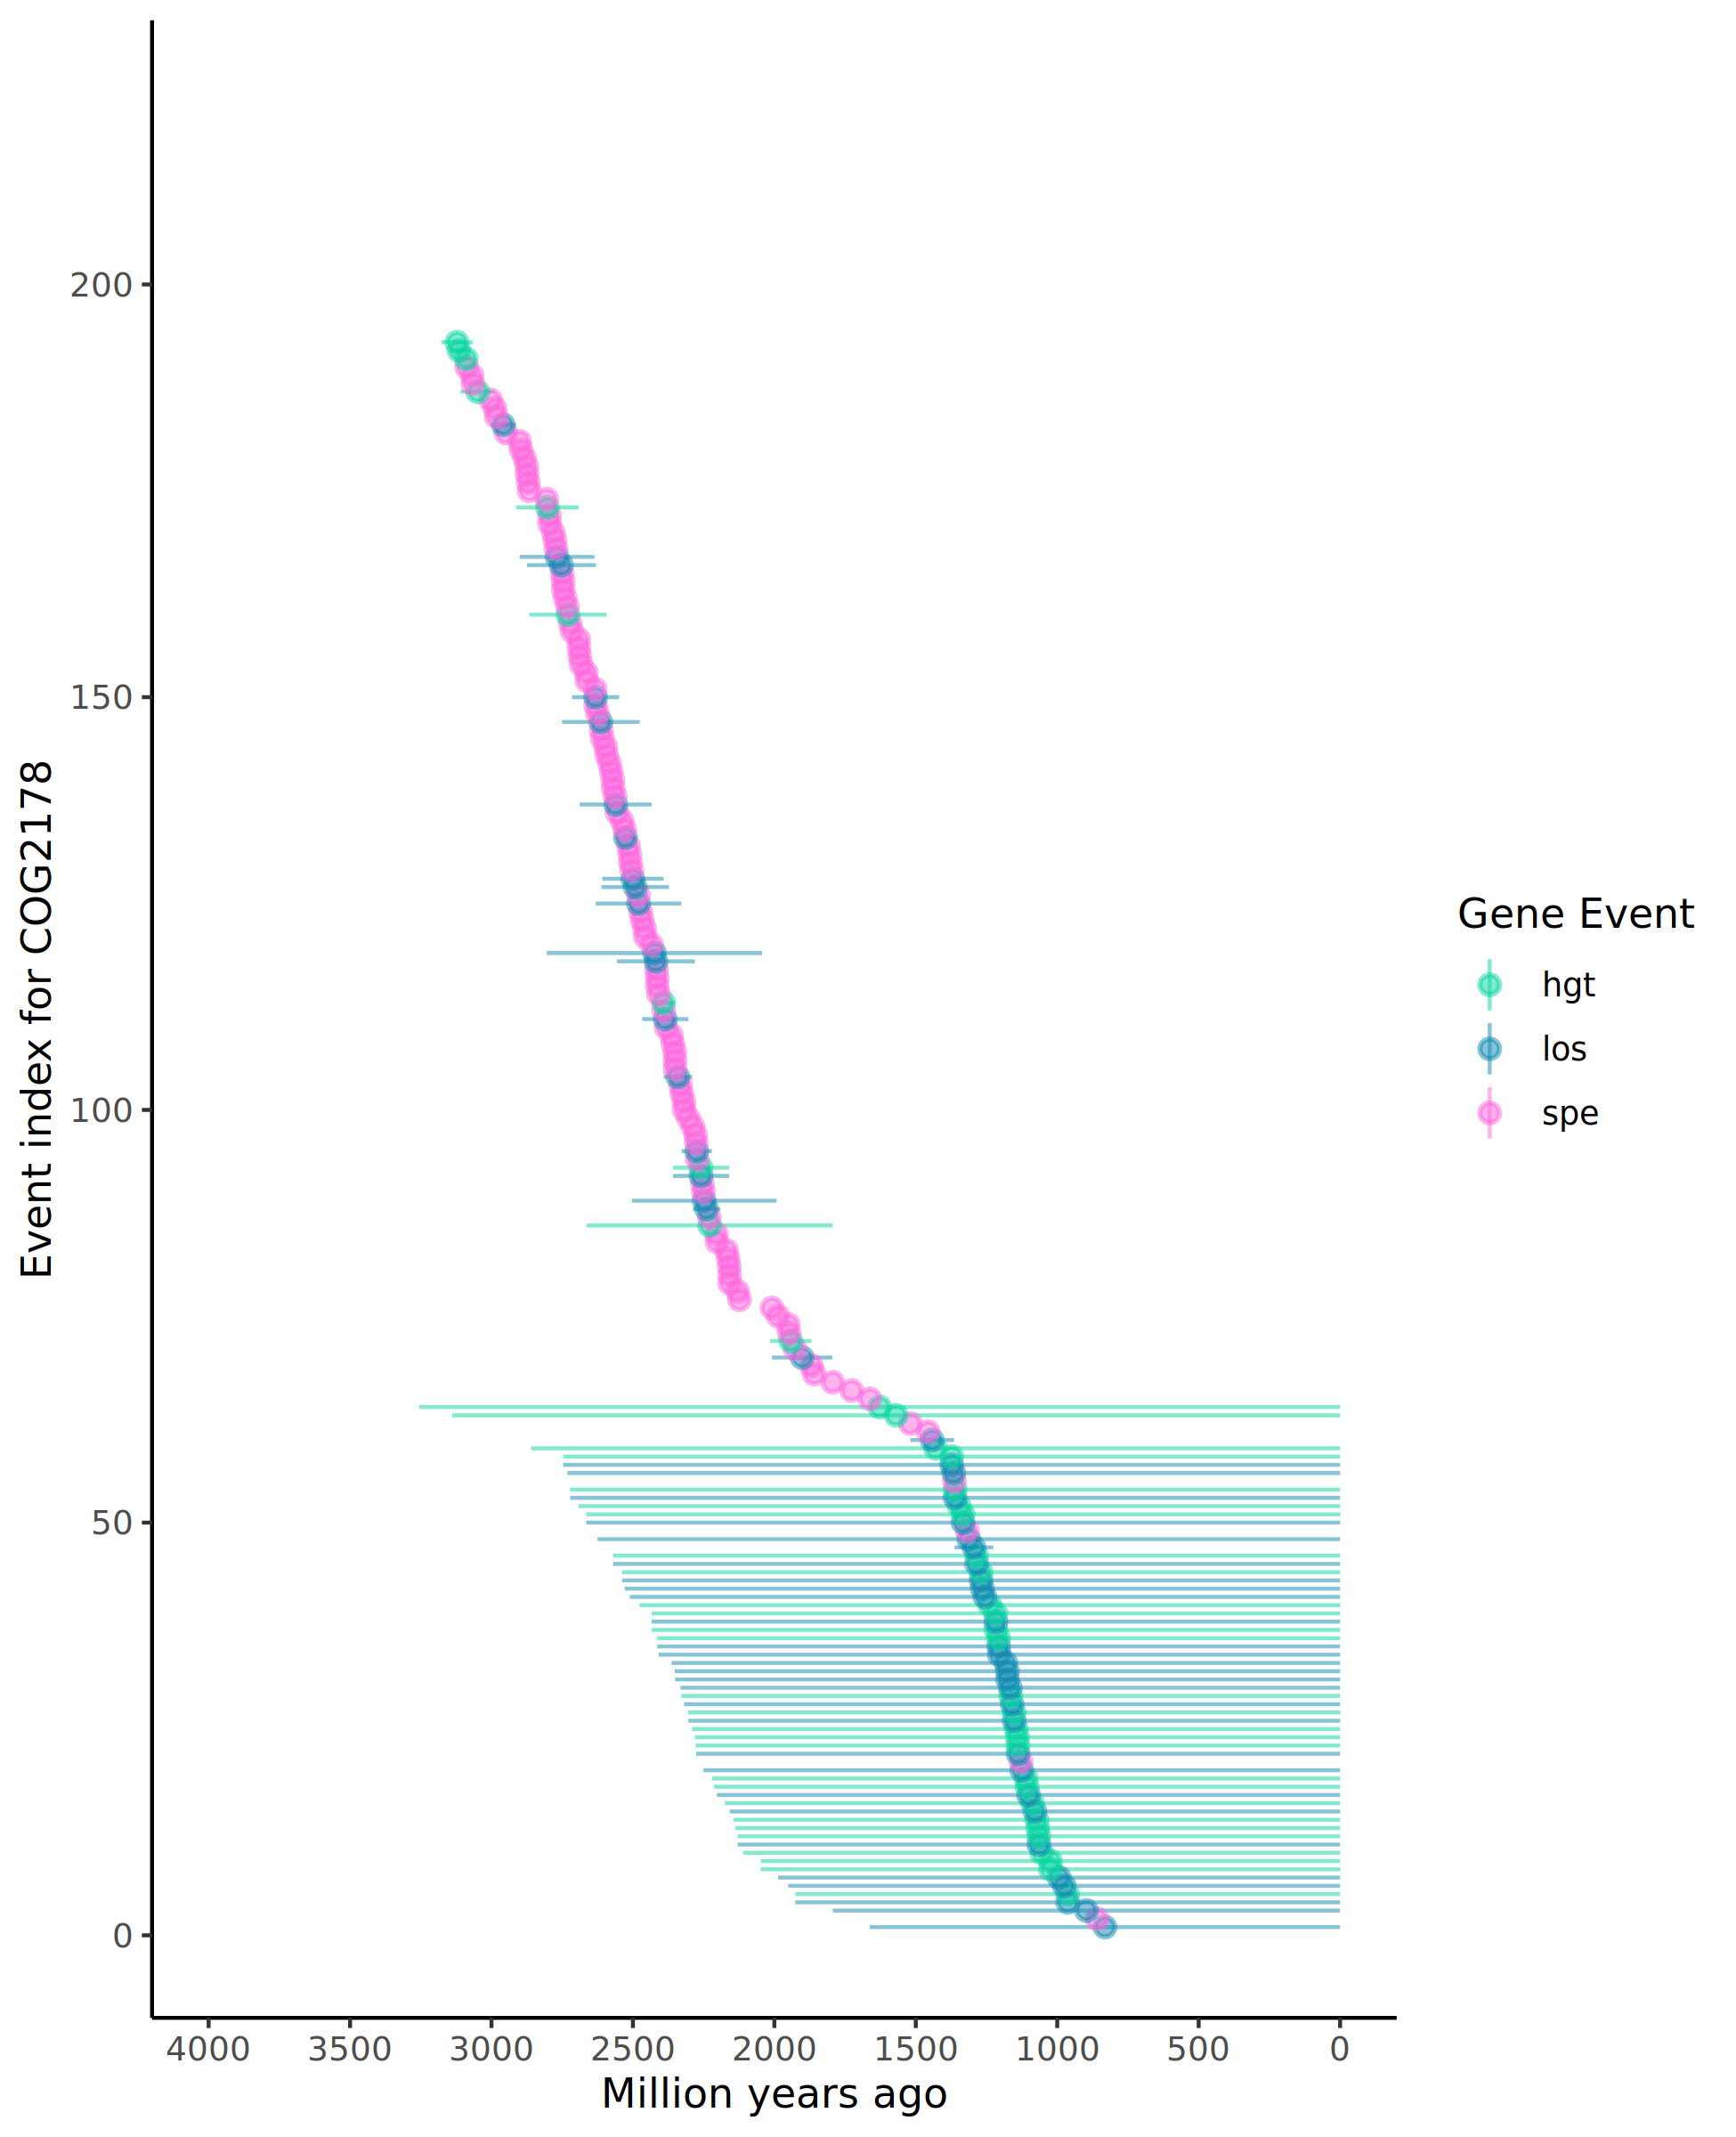 200
150
100
50
0
Event index for COG2178
4000 3500 3000 2500 2000 1500 1000 500 0
Million years ago
Gene Event
hgt
los
spe